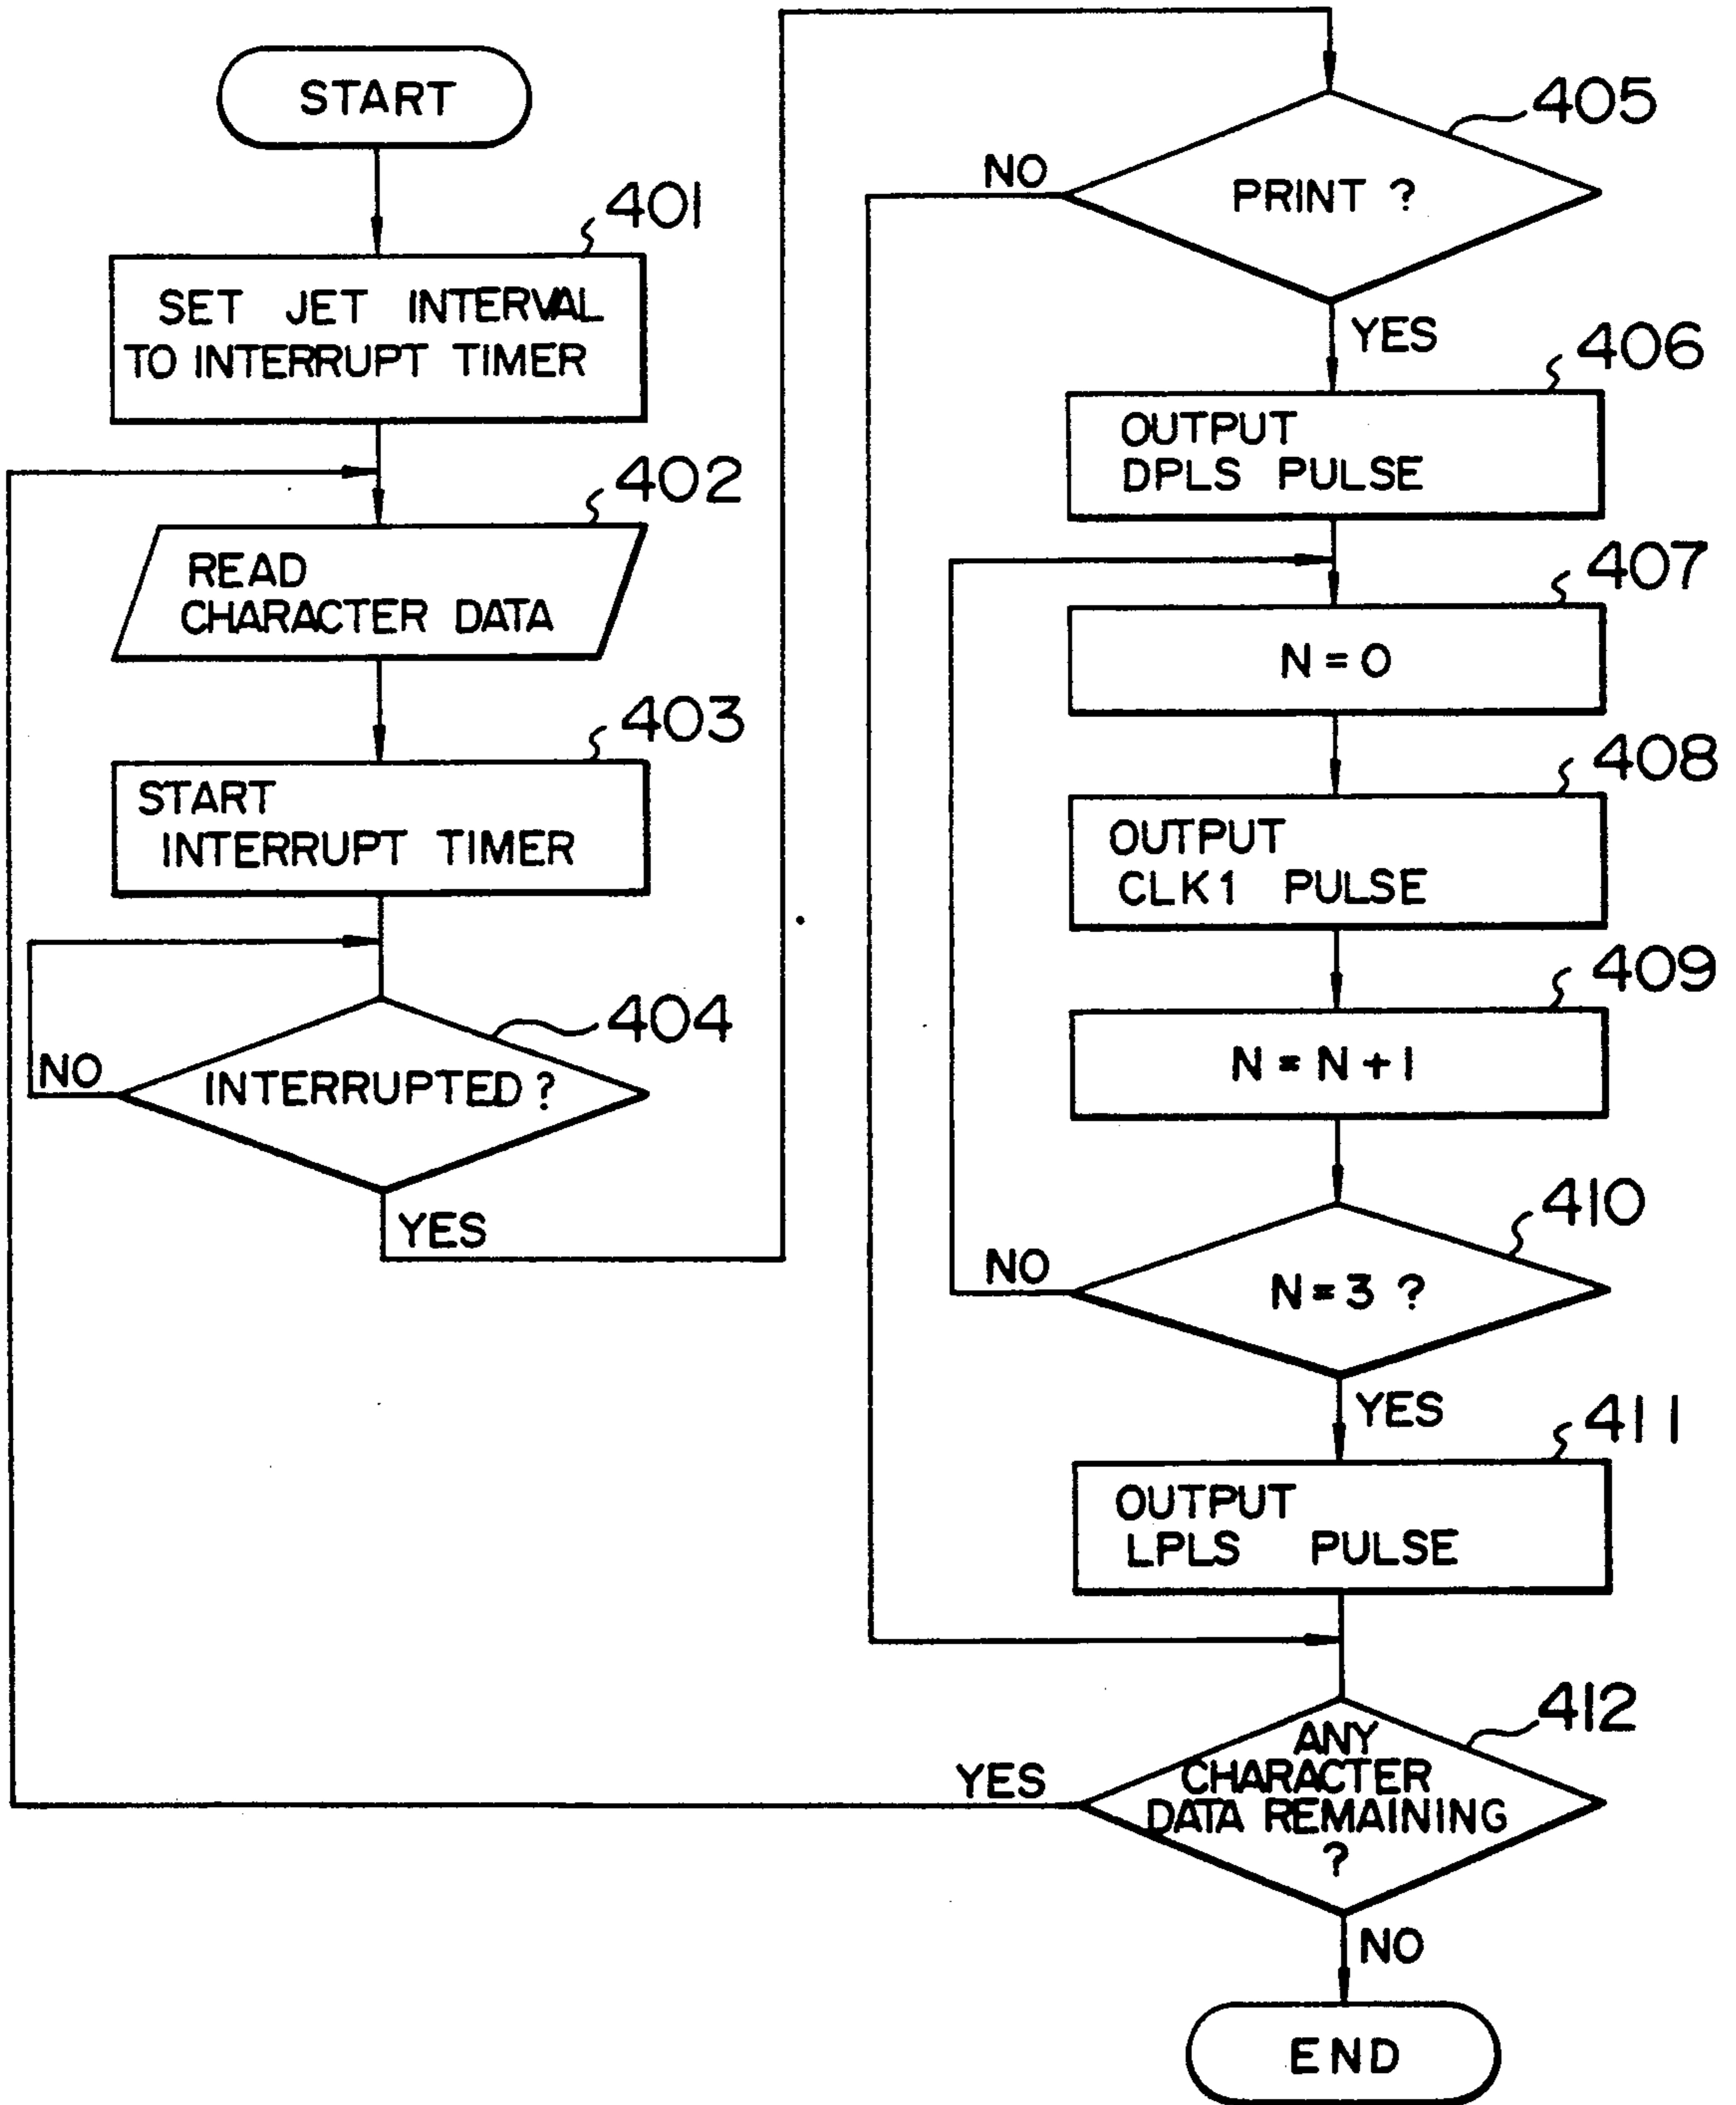 START
401
SET JET INTERVAL
TO INTERRUPT TIMER
402
READ
CHARACTER DATA
403
START
INTERRUPT TIMER
404
INTERRUPTED ?
NO
YES
405
PRINT ?
NO
YES
406
OUTPUT
DPLS PULSE
407
N = 0
408
OUTPUT
CLK1 PULSE
409
N = N + 1
410
N = 3 ?
NO
YES
411
OUTPUT
LPLS PULSE
412
ANY
CHARACTER
DATA REMAINING
?
YES
NO
END